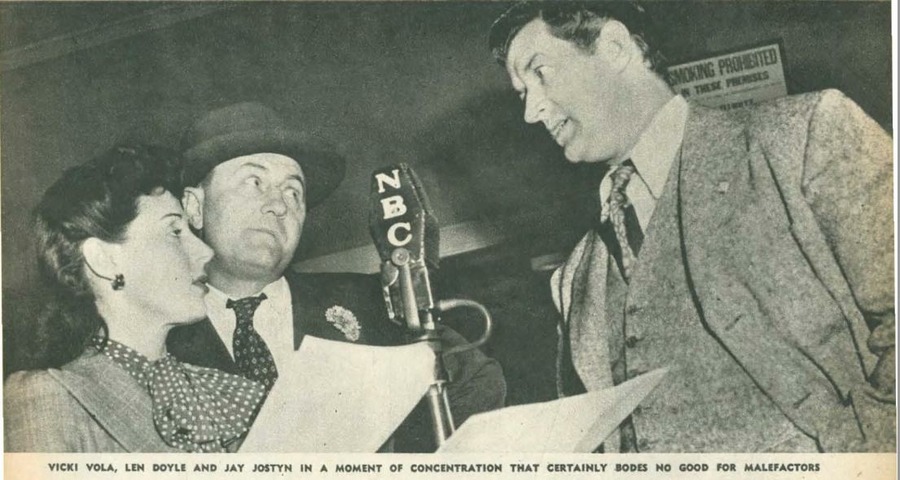 SMOKING PROHIBITED
IN THESE PREMISES
NBC
VICKI VOLA, LEN DOYLE AND JAY JOSTYN IN A MOMENT OF CONCENTRATION THAT CERTAINLY BODES NO GOOD FOR MALEFACTORS